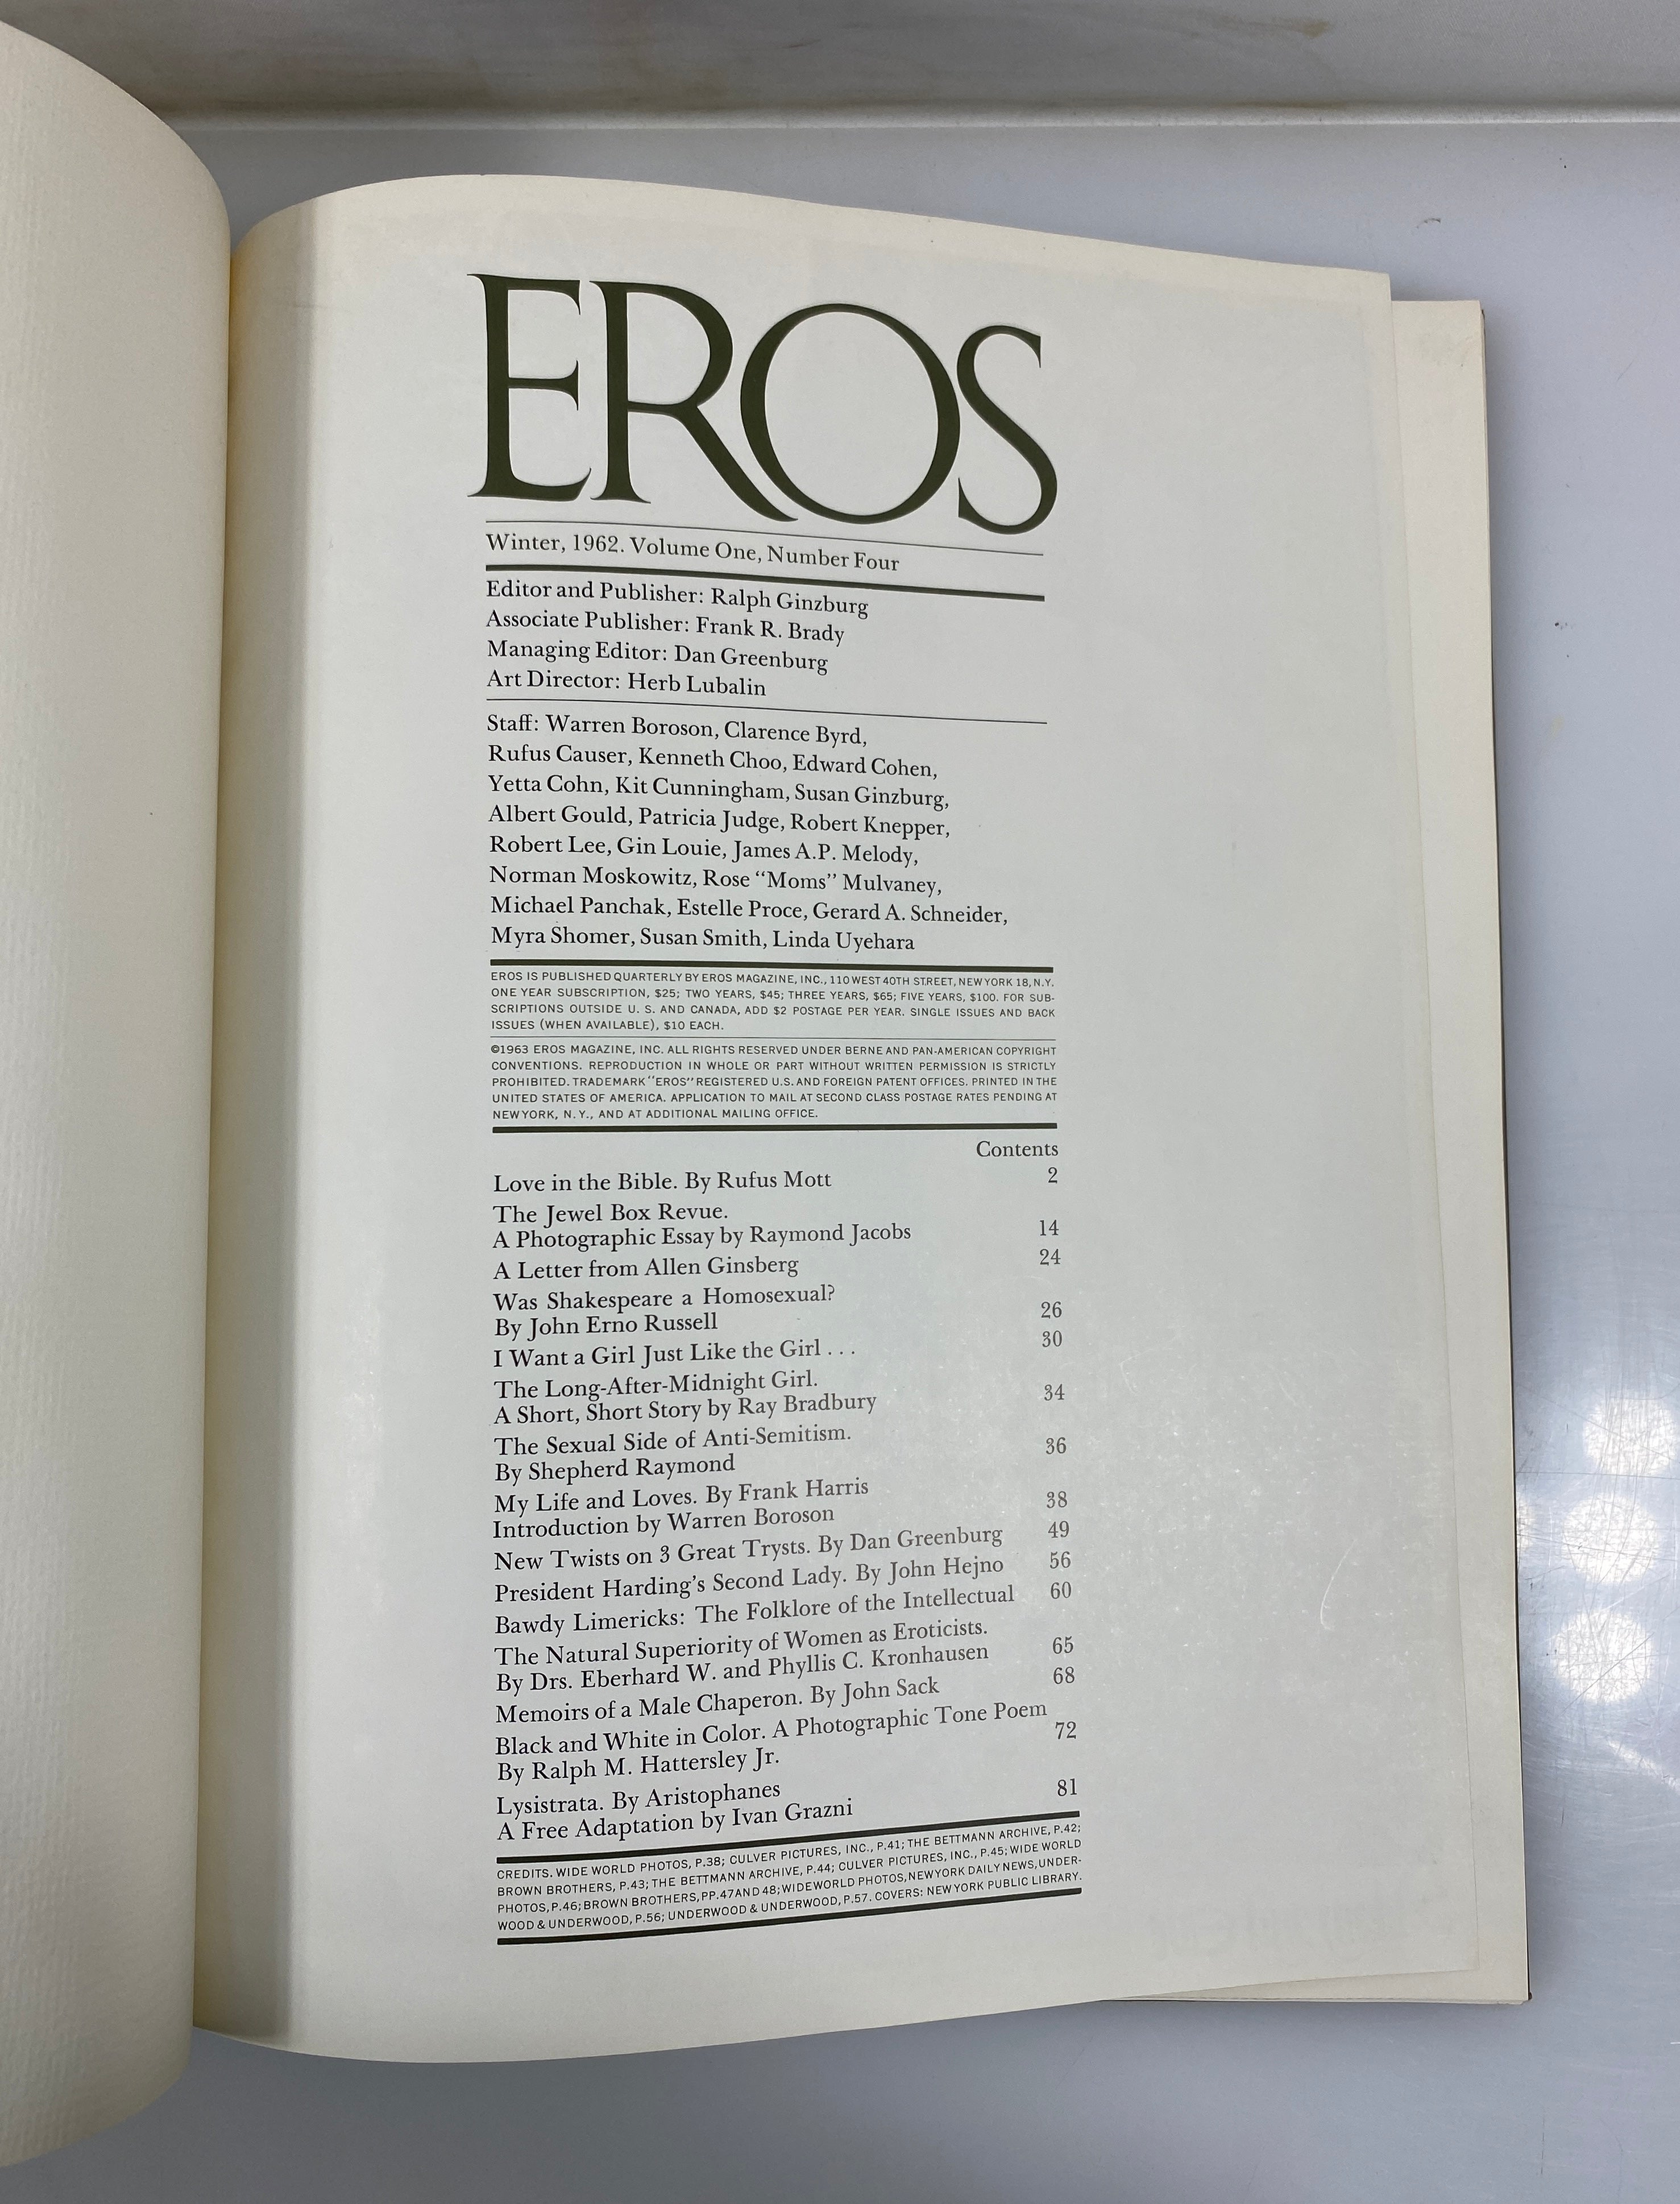 EROS
Winter, 1962. Volume One, Number Four
Editor and Publisher: Ralph Ginzburg
Associate Publisher: Frank R. Brady
Managing Editor: Dan Greenburg
Art Director: Herb Lubalin
Staff: Warren Boroson, Clarence Byrd,
Rufus Causer, Kenneth Choo, Edward Cohen,
Yetta Cohn, Kit Cunningham, Susan Ginzburg,
Albert Gould, Patricia Judge, Robert Knepper,
Robert Lee, Gin Louie, James A.P. Melody,
Norman Moskowitz, Rose “Moms” Mulvaney,
Michael Panchak, Estelle Proce, Gerard A. Schneider,
Myra Shomer, Susan Smith, Linda Uyehara
EROS IS PUBLISHED QUARTERLY BY EROS MAGAZINE, INC., 110 WEST 40TH STREET, NEW YORK 18, N.Y.
ONE YEAR SUBSCRIPTION, $25; TWO YEARS, $45; THREE YEARS, $65; FIVE YEARS, $100. FOR SUB-
SCRIPTIONS OUTSIDE U. S. AND CANADA, ADD $2 POSTAGE PER YEAR. SINGLE ISSUES AND BACK
ISSUES (WHEN AVAILABLE), $10 EACH.
©1963 EROS MAGAZINE, INC. ALL RIGHTS RESERVED UNDER BERNE AND PAN-AMERICAN COPYRIGHT
CONVENTIONS. REPRODUCTION IN WHOLE OR PART WITHOUT WRITTEN PERMISSION IS STRICTLY
PROHIBITED. TRADEMARK “EROS” REGISTERED U.S. AND FOREIGN PATENT OFFICES. PRINTED IN THE
UNITED STATES OF AMERICA. APPLICATION TO MAIL AT SECOND CLASS POSTAGE RATES PENDING AT
NEW YORK, N.Y., AND AT ADDITIONAL MAILING OFFICE.
Contents
Love in the Bible. By Rufus Mott 2
The Jewel Box Revue.
A Photographic Essay by Raymond Jacobs 14
A Letter from Allen Ginsberg 24
Was Shakespeare a Homosexual?
By John Erno Russell 26
I Want a Girl Just Like the Girl . . . 30
The Long-After-Midnight Girl.
A Short, Short Story by Ray Bradbury 34
The Sexual Side of Anti-Semitism.
By Shepherd Raymond 36
My Life and Loves. By Frank Harris
Introduction by Warren Boroson 38
New Twists on 3 Great Trysts. By Dan Greenburg 49
President Harding's Second Lady. By John Hejno 56
Bawdy Limericks: The Folklore of the Intellectual 60
The Natural Superiority of Women as Eroticists.
By Drs. Eberhard W. and Phyllis C. Kronhausen 65
Memoirs of a Male Chaperon. By John Sack 68
Black and White in Color. A Photographic Tone Poem
By Ralph M. Hattersley Jr. 72
Lysistrata. By Aristophanes
A Free Adaptation by Ivan Grazni 81
CREDITS. WIDE WORLD PHOTOS, P.38; CULVER PICTURES, INC., P.41; THE BETTMANN ARCHIVE, P.42;
BROWN BROTHERS, P.43; THE BETTMANN ARCHIVE, P.44; CULVER PICTURES, INC., P.45; WIDE WORLD
PHOTOS, P.46; BROWN BROTHERS, PP.47 AND 48; WIDE WORLD PHOTOS, NEW YORK DAILY NEWS, UNDER-
WOOD & UNDERWOOD, P.56; UNDERWOOD & UNDERWOOD, P.57. COVERS: NEW YORK PUBLIC LIBRARY.